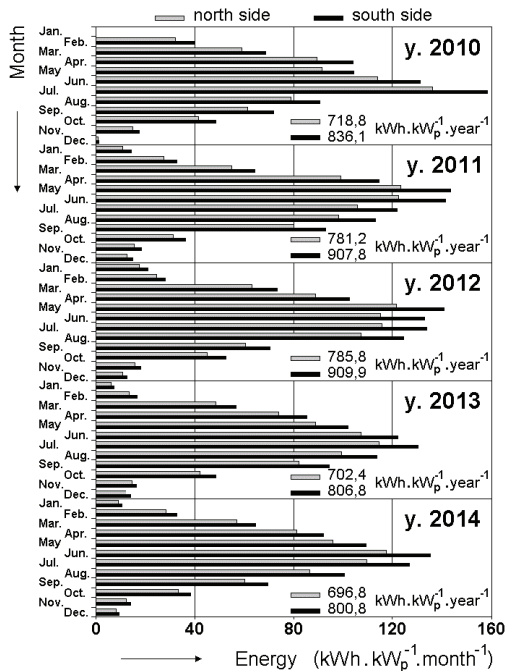 north side south side
Month
Jan.
Feb.
Mar.
Apr.
May
Jun.
Jul.
Aug.
Sep.
Oct.
Nov.
Dec.
y. 2010
718,8
836,1
kWh.kWp⁻¹.year⁻¹
Jan.
Feb.
Mar.
Apr.
May
Jun.
Jul.
Aug.
Sep.
Oct.
Nov.
Dec.
y. 2011
781,2
907,8
kWh.kWp⁻¹.year⁻¹
Jan.
Feb.
Mar.
Apr.
May
Jun.
Jul.
Aug.
Sep.
Oct.
Nov.
Dec.
y. 2012
785,8
909,9
kWh.kWp⁻¹.year⁻¹
Jan.
Feb.
Mar.
Apr.
May
Jun.
Jul.
Aug.
Sep.
Oct.
Nov.
Dec.
y. 2013
702,4
806,8
kWh.kWp⁻¹.year⁻¹
Jan.
Feb.
Mar.
Apr.
May
Jun.
Jul.
Aug.
Sep.
Oct.
Nov.
Dec.
y. 2014
696,8
800,8
kWh.kWp⁻¹.year⁻¹
0 40 80 120 160
Energy (kWh.kWp⁻¹.month⁻¹)